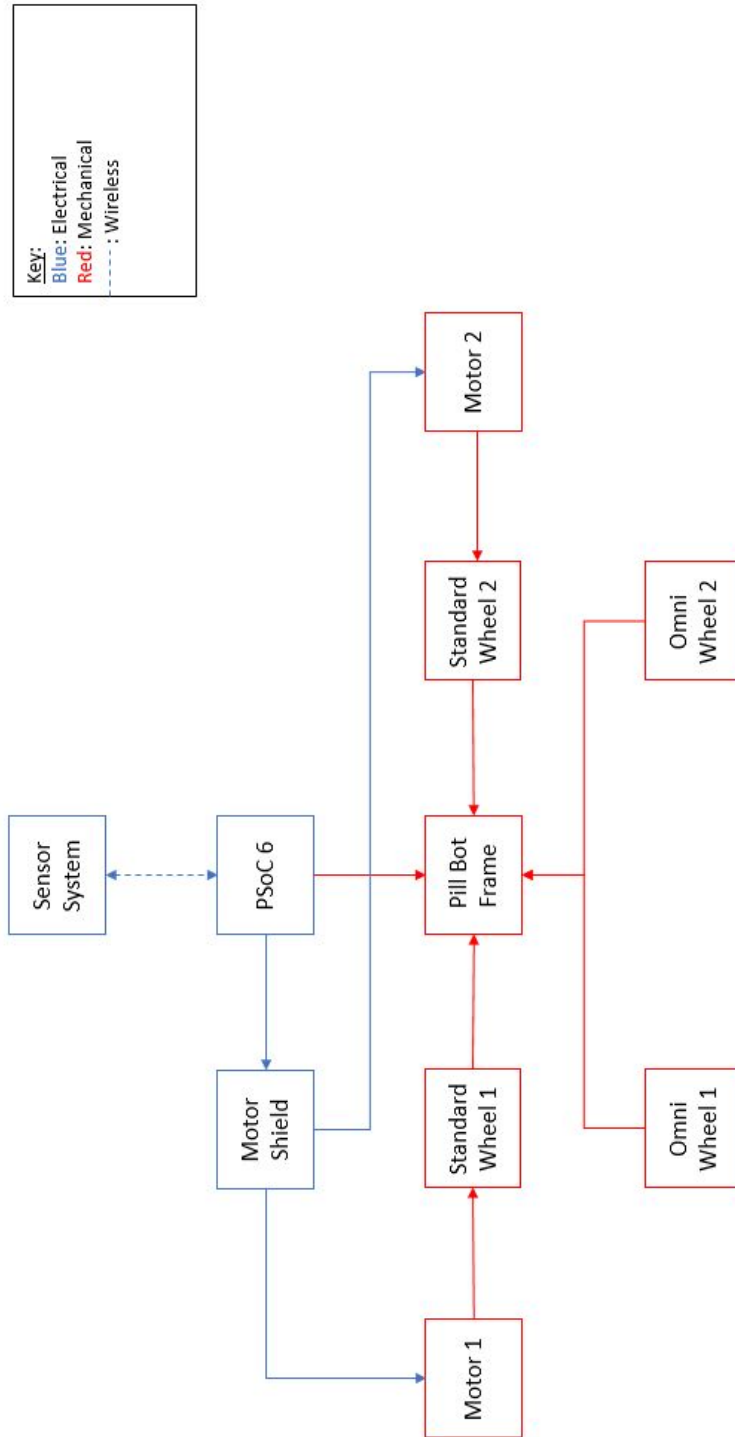 Key:
Blue: Electrical
Red: Mechanical
: Wireless
Sensor
System
Motor
Shield
PSoC 6
Motor 1
Standard
Wheel 1
Pill Bot
Frame
Standard
Wheel 2
Motor 2
Omni
Wheel 1
Omni
Wheel 2